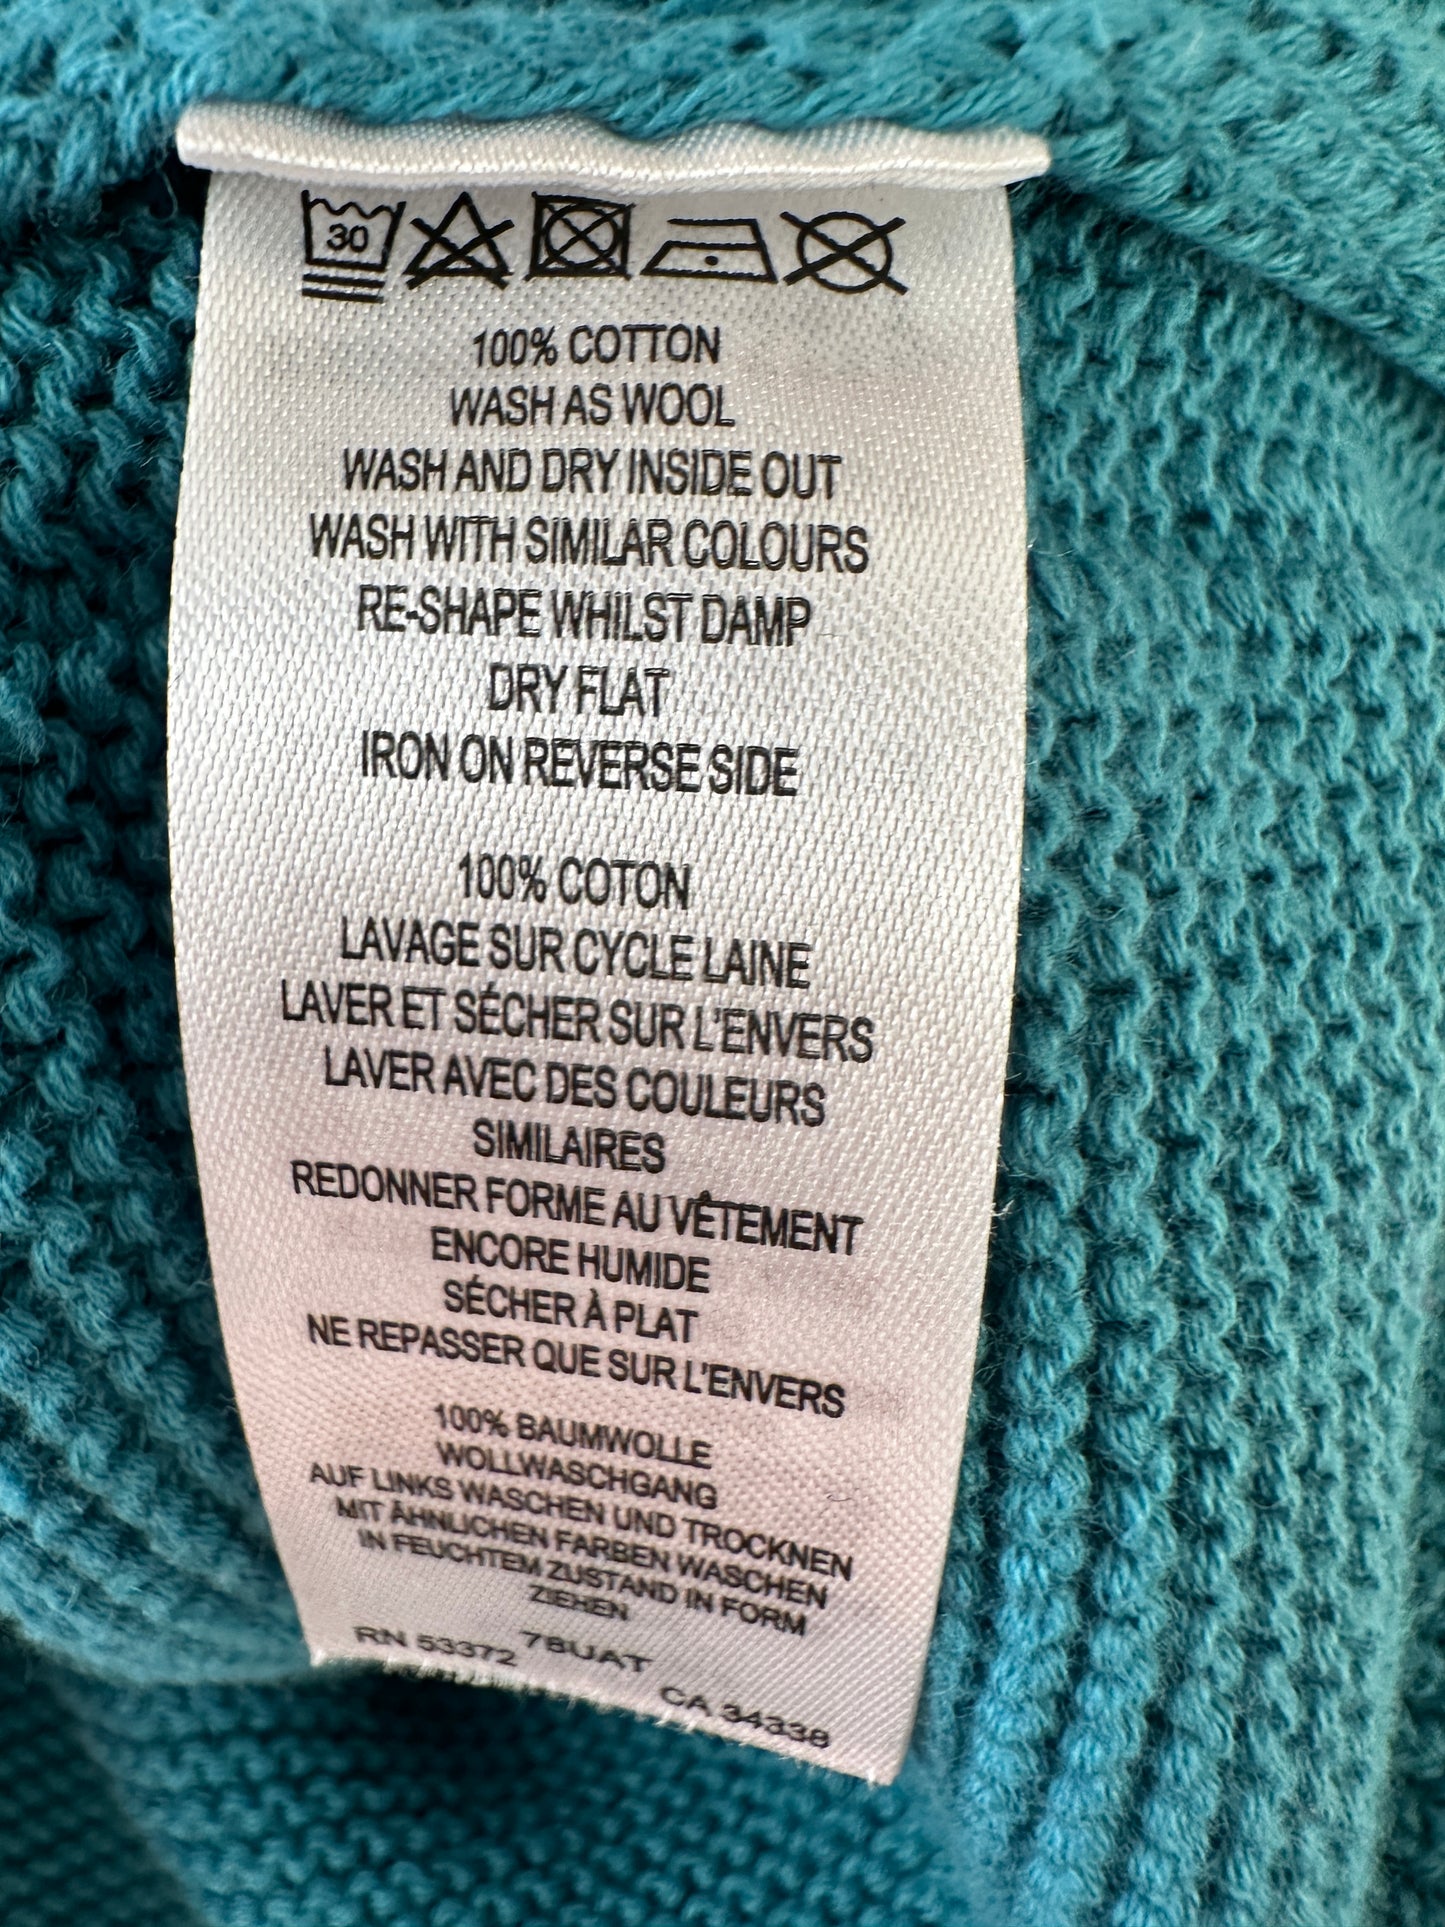 30
100% COTTON
WASH AS WOOL
WASH AND DRY INSIDE OUT
WASH WITH SIMILAR COLOURS
RE-SHAPE WHILST DAMP
DRY FLAT
IRON ON REVERSE SIDE
100% COTON
LAVAGE SUR CYCLE LAINE
LAVER ET SÉCHER SUR L'ENVERS
LAVER AVEC DES COULEURS
SIMILAIRES
REDONNER FORME AU VÊTEMENT
ENCORE HUMIDE
SÉCHER À PLAT
NE REPASSER QUE SUR L'ENVERS
100% BAUMWOLLE
WOLLWASCHGANG
AUF LINKS WASCHEN UND TROCKNEN
MIT ÄHNLICHEN FARBEN WASCHEN
IN FEUCHTEM ZUSTAND IN FORM
ZIEHEN
7BUAT
RN 53372 CA 34338